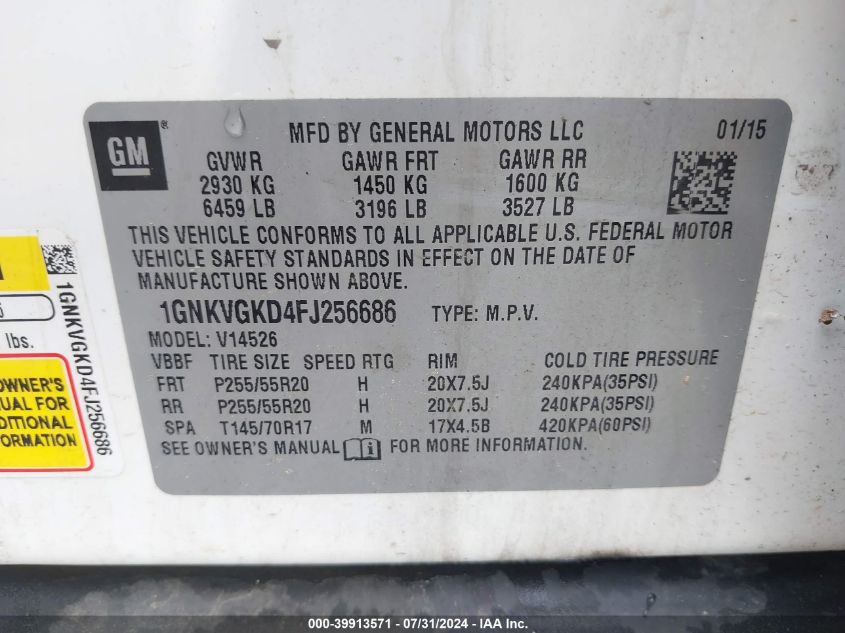 GM ®
MFD BY GENERAL MOTORS LLC 01/15
GVWR GAWR FRT GAWR RR
2930 KG 1450 KG 1600 KG
6459 LB 3196 LB 3527 LB
THIS VEHICLE CONFORMS TO ALL APPLICABLE U.S. FEDERAL MOTOR
VEHICLE SAFETY STANDARDS IN EFFECT ON THE DATE OF
MANUFACTURE SHOWN ABOVE.
1GNKVGKD4FJ256686 TYPE: M.P.V.
MODEL: V14526
VBBF TIRE SIZE SPEED RTG RIM COLD TIRE PRESSURE
FRT P255/55R20 H 20X7.5J 240KPA(35PSI)
RR P255/55R20 H 20X7.5J 240KPA(35PSI)
SPA T145/70R17 M 17X4.5B 420KPA(60PSI)
SEE OWNER'S MANUAL FOR MORE INFORMATION.
1GNKVGKD4FJ256686
lbs.
OWNER'S
UAL FOR
DITIONAL
ORMATION
000-39913571 - 07/31/2024 - IAA Inc.